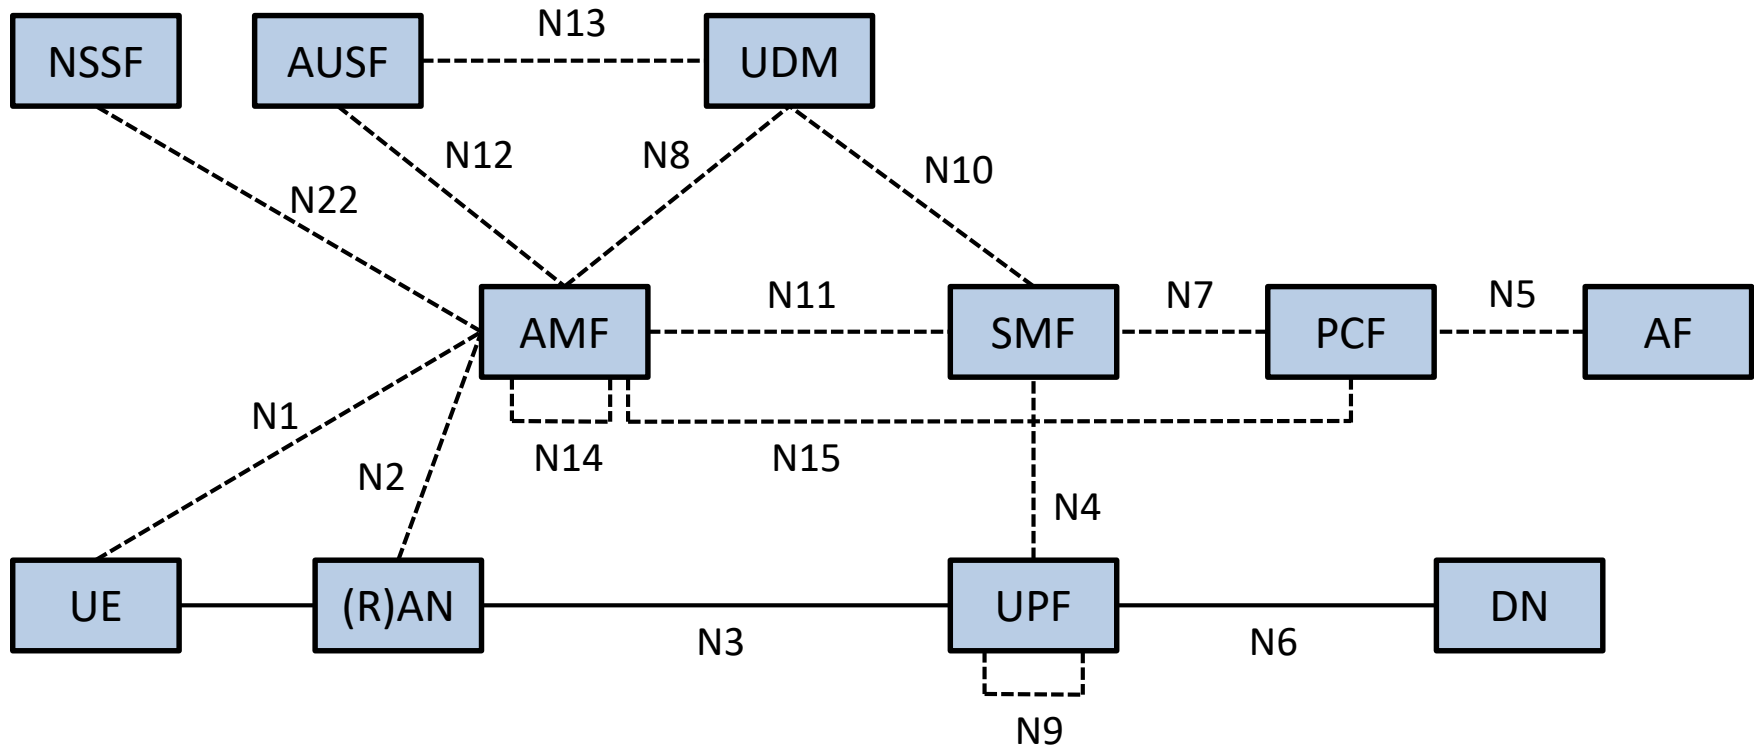 N13
NSSF
AUSF
UDM
N12
N8
N10
N22
N11
N7
N5
AMF
SMF
PCF
AF
N1
N14
N15
N2
N4
UE
(R)AN
UPF
DN
N3
N6
N9